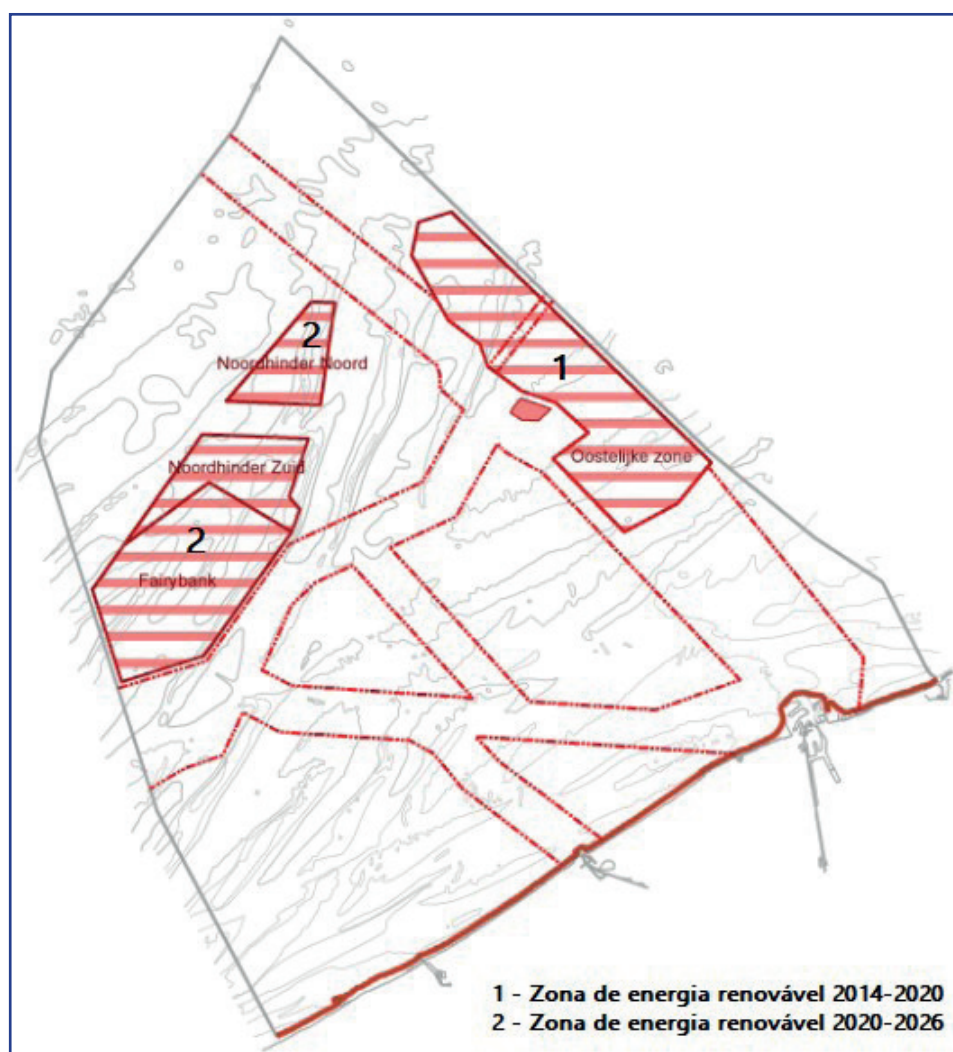 2
Noordhinder Noord
1
Noordhinder Zuid
Oostelijke zone
2
Fairybank
1 - Zona de energia renovável 2014-2020
2 - Zona de energia renovável 2020-2026